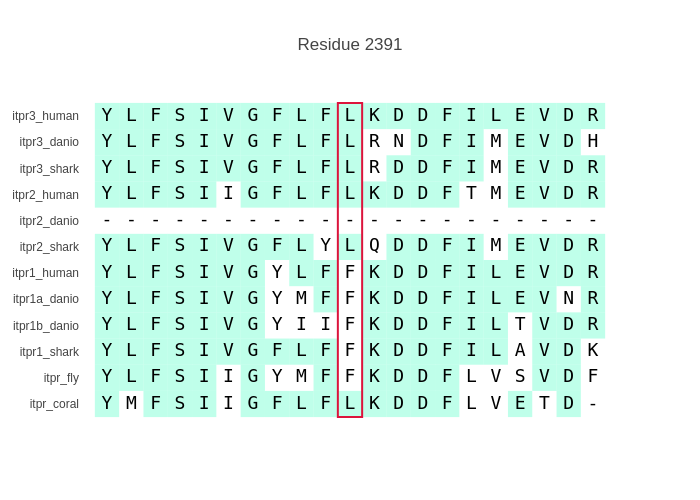 Residue 2391
itpr3_human Y L F S I V G F L F L K D D F I L E V D R
itpr3_danio Y L F S I V G F L F L R N D F I M E V D H
itpr3_shark Y L F S I V G F L F L R D D F I M E V D R
itpr2_human Y L F S I I G F L F L K D D F T M E V D R
itpr2_danio - - - - - - - - - - - - - - - - - - - - -
itpr2_shark Y L F S I V G F L Y L Q D D F I M E V D R
itpr1_human Y L F S I V G Y L F F K D D F I L E V D R
itpr1a_danio Y L F S I V G Y M F F K D D F I L E V N R
itpr1b_danio Y L F S I V G Y I I F K D D F I L T V D R
itpr1_shark Y L F S I V G F L F F K D D F I L A V D K
itpr_fly Y L F S I I G Y M F F K D D F L V S V D F
itpr_coral Y M F S I I G F L F L K D D F L V E T D -